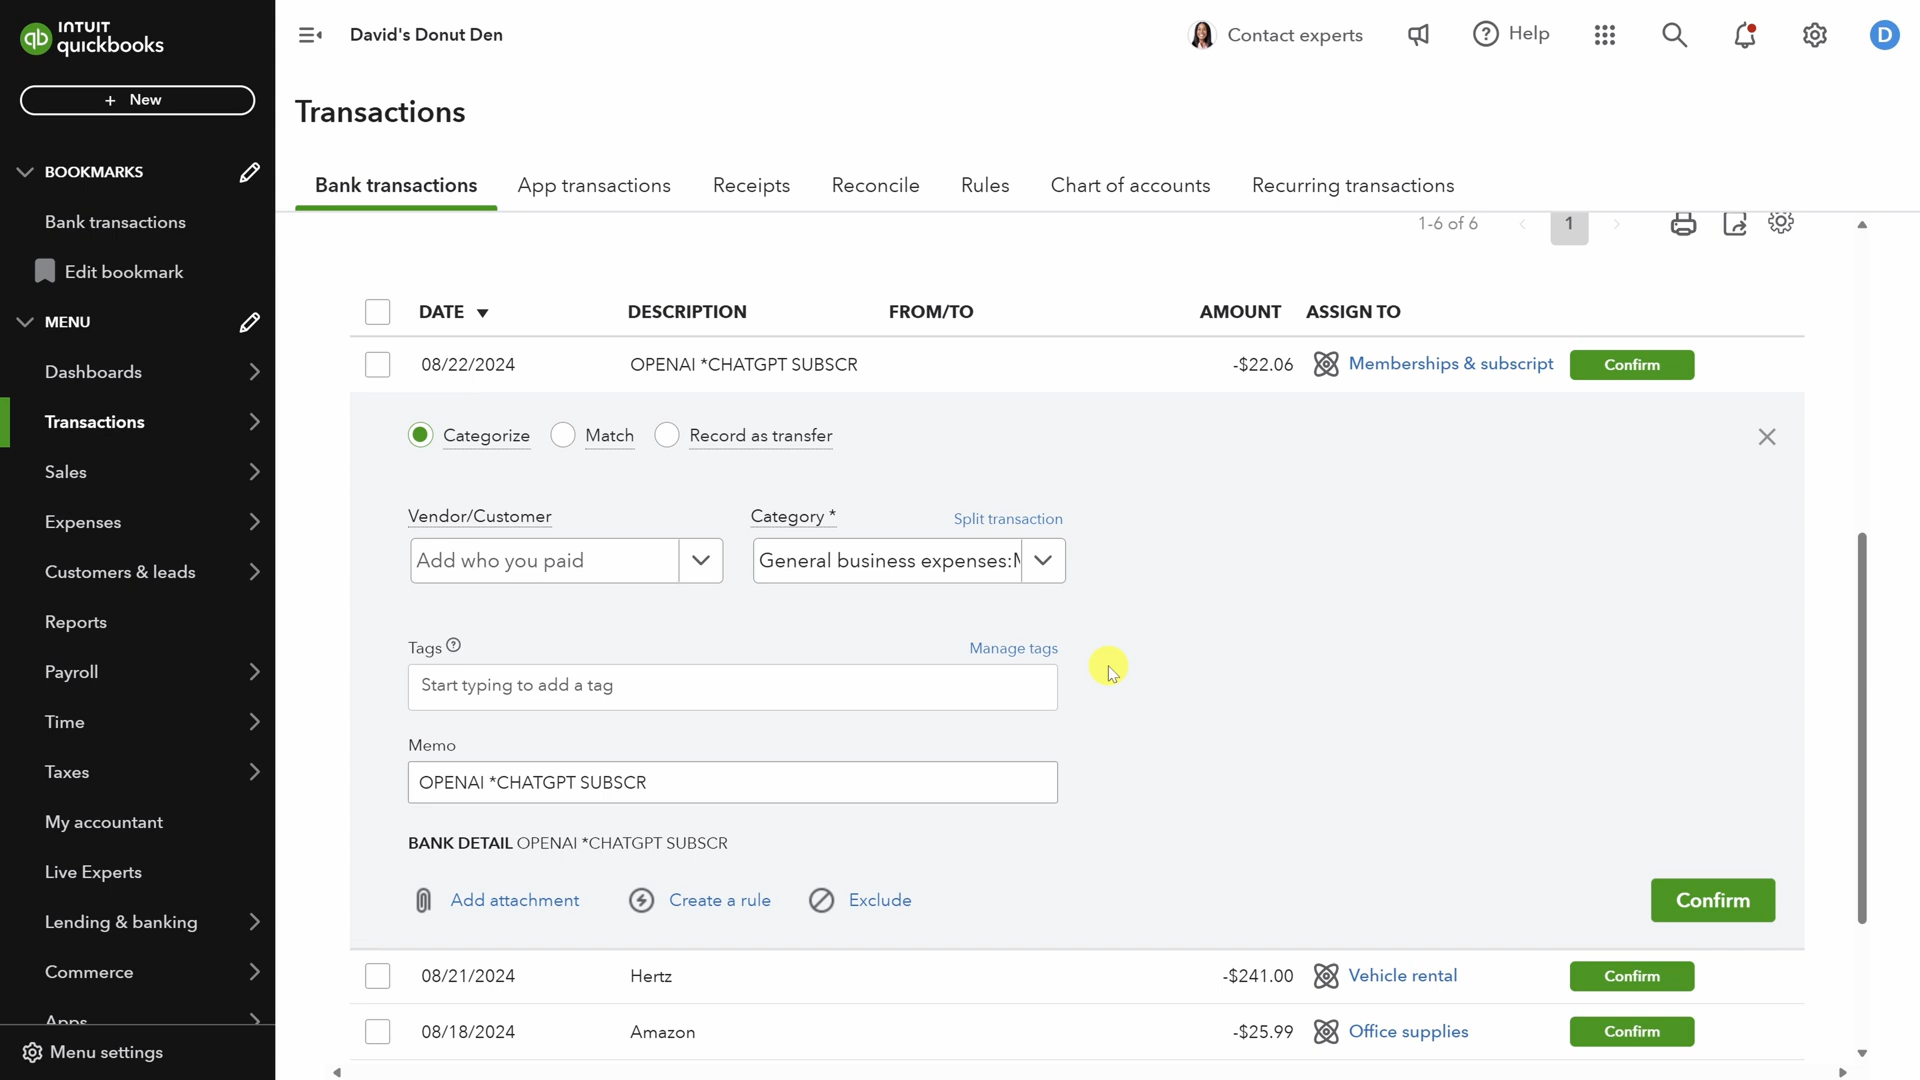 INTUIT
quickbooks
David's Donut Den
Contact experts
Help
D
+ New
Transactions
BOOKMARKS
Bank transactions
Edit bookmark
MENU
Dashboards
Transactions
Sales
Expenses
Customers & leads
Reports
Payroll
Time
Taxes
My accountant
Live Experts
Lending & banking
Commerce
Apps
Menu settings
Bank transactions App transactions Receipts Reconcile Rules Chart of accounts Recurring transactions
1-6 of 6 1
DATE DESCRIPTION FROM/TO AMOUNT ASSIGN TO
08/22/2024 OPENAI *CHATGPT SUBSCR -$22.06 Memberships & subscript Confirm
Categorize Match Record as transfer
Vendor/Customer Category * Split transaction
Add who you paid General business expenses:M
Tags Manage tags
Start typing to add a tag
Memo
OPENAI *CHATGPT SUBSCR
BANK DETAIL OPENAI *CHATGPT SUBSCR
Add attachment Create a rule Exclude Confirm
08/21/2024 Hertz -$241.00 Vehicle rental Confirm
08/18/2024 Amazon -$25.99 Office supplies Confirm